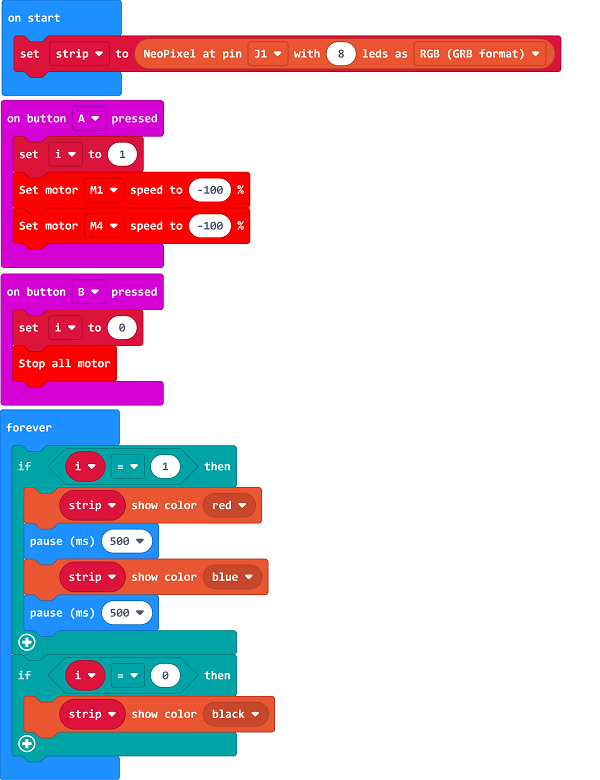 on start
set strip to NeoPixel at pin J1 with 8 leds as RGB (GRB format)
on button A pressed
set i to 1
Set motor M1 speed to -100 %
Set motor M4 speed to -100 %
on button B pressed
set i to 0
Stop all motor
forever
if i = 1 then
strip show color red
pause (ms) 500
strip show color blue
pause (ms) 500
if i = 0 then
strip show color black